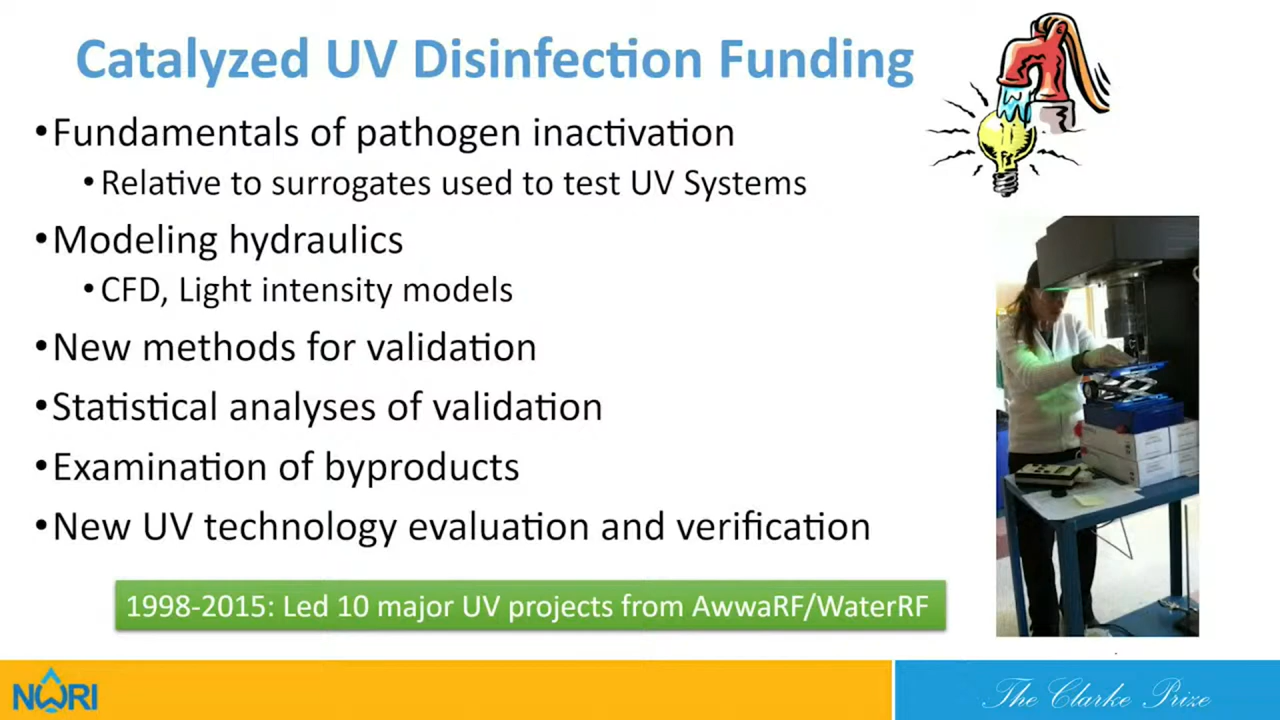 Catalyzed UV Disinfection Funding
•Fundamentals of pathogen inactivation
•Relative to surrogates used to test UV Systems
•Modeling hydraulics
•CFD, Light intensity models
•New methods for validation
•Statistical analyses of validation
•Examination of byproducts
•New UV technology evaluation and verification
1998-2015: Led 10 major UV projects from AwwaRF/WaterRF
NWRI
The Clarke Prize